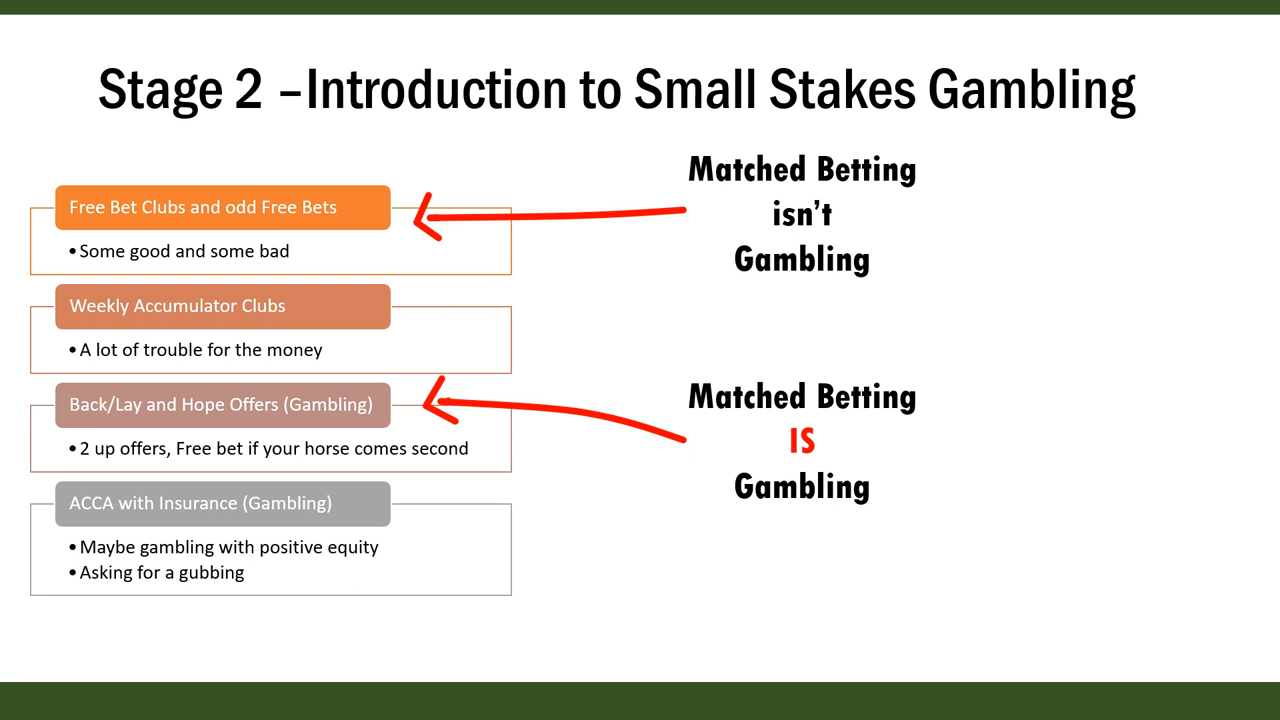 Stage 2 –Introduction to Small Stakes Gambling
Free Bet Clubs and odd Free Bets
• Some good and some bad
Weekly Accumulator Clubs
• A lot of trouble for the money
Back/Lay and Hope Offers (Gambling)
• 2 up offers, Free bet if your horse comes second
ACCA with Insurance (Gambling)
• Maybe gambling with positive equity
• Asking for a gubbing
Matched Betting
isn’t
Gambling
Matched Betting
IS
Gambling